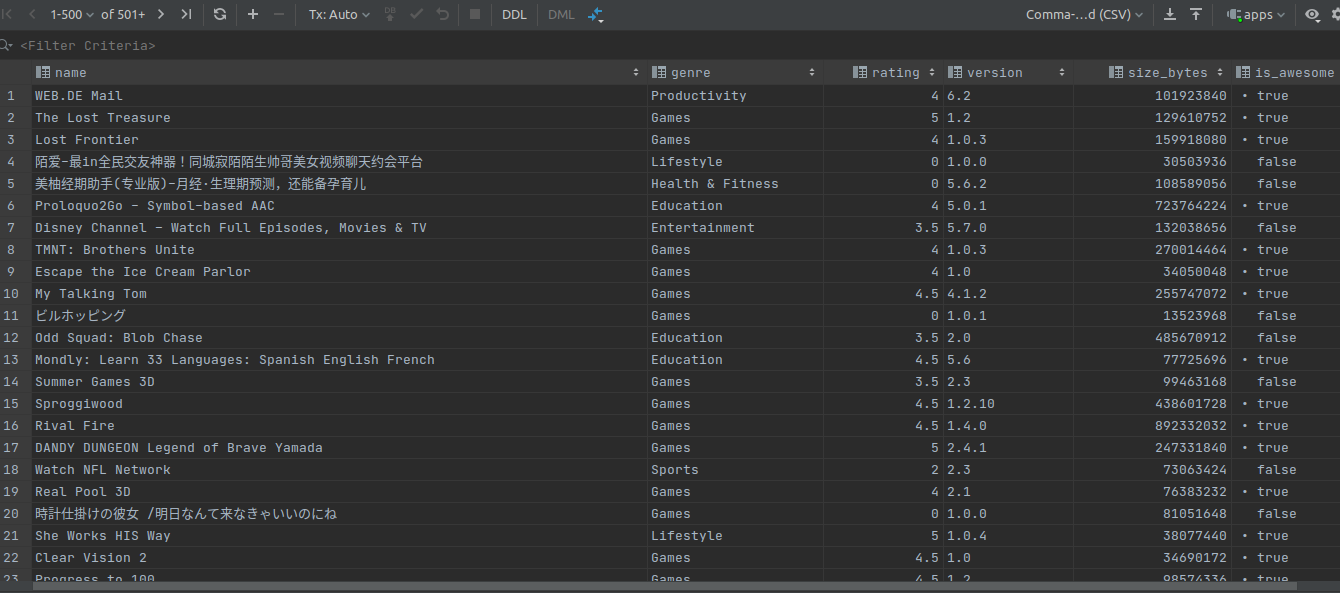 1-500 of 501+ Tx: Auto DB DDL DML Comma-...d (CSV) apps
<Filter Criteria>
name genre rating version size_bytes is_awesome
1 WEB.DE Mail Productivity 4 6.2 101923840 • true
2 The Lost Treasure Games 5 1.2 129610752 • true
3 Lost Frontier Games 4 1.0.3 159918080 • true
4 陌爱-最in全民交友神器！同城寂陌陌生帅哥美女视频聊天约会平台 Lifestyle 0 1.0.0 30503936 false
5 美柚经期助手(专业版)-月经·生理期预测，还能备孕育儿 Health & Fitness 0 5.6.2 108589056 false
6 Proloquo2Go - Symbol-based AAC Education 4 5.0.1 723764224 • true
7 Disney Channel – Watch Full Episodes, Movies & TV Entertainment 3.5 5.7.0 132038656 false
8 TMNT: Brothers Unite Games 4 1.0.3 270014464 • true
9 Escape the Ice Cream Parlor Games 4 1.0 34050048 • true
10 My Talking Tom Games 4.5 4.1.2 255747072 • true
11 ビルホッピング Games 0 1.0.1 13523968 false
12 Odd Squad: Blob Chase Education 3.5 2.0 485670912 false
13 Mondly: Learn 33 Languages: Spanish English French Education 4.5 5.6 77725696 • true
14 Summer Games 3D Games 3.5 2.3 99463168 false
15 Sproggiwood Games 4.5 1.2.10 438601728 • true
16 Rival Fire Games 4.5 1.4.0 892332032 • true
17 DANDY DUNGEON Legend of Brave Yamada Games 5 2.4.1 247331840 • true
18 Watch NFL Network Sports 2 2.3 73063424 false
19 Real Pool 3D Games 4 2.1 76383232 • true
20 時計仕掛けの彼女 /明日なんて来なきゃいいのにね Games 0 1.0.0 81051648 false
21 She Works HIS Way Lifestyle 5 1.0.4 38077440 • true
22 Clear Vision 2 Games 4.5 1.0 34690172 • true
23 Progress to 100 Games 4.5 1.2 98574336 • true